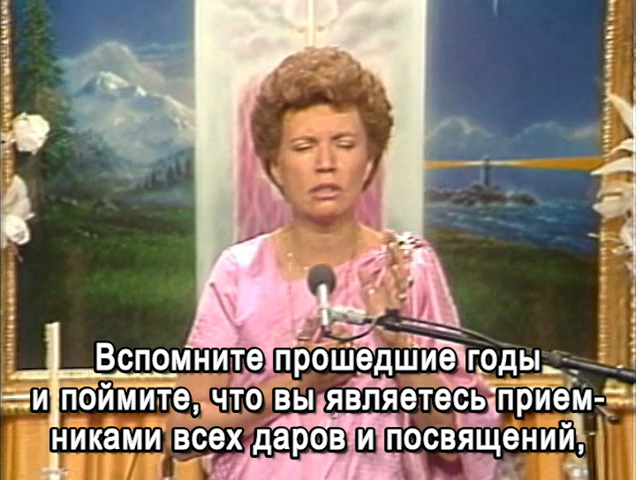 Вспомните прошедшие годы
и поймите, что вы являетесь прием-
никами всех даров и посвящений,